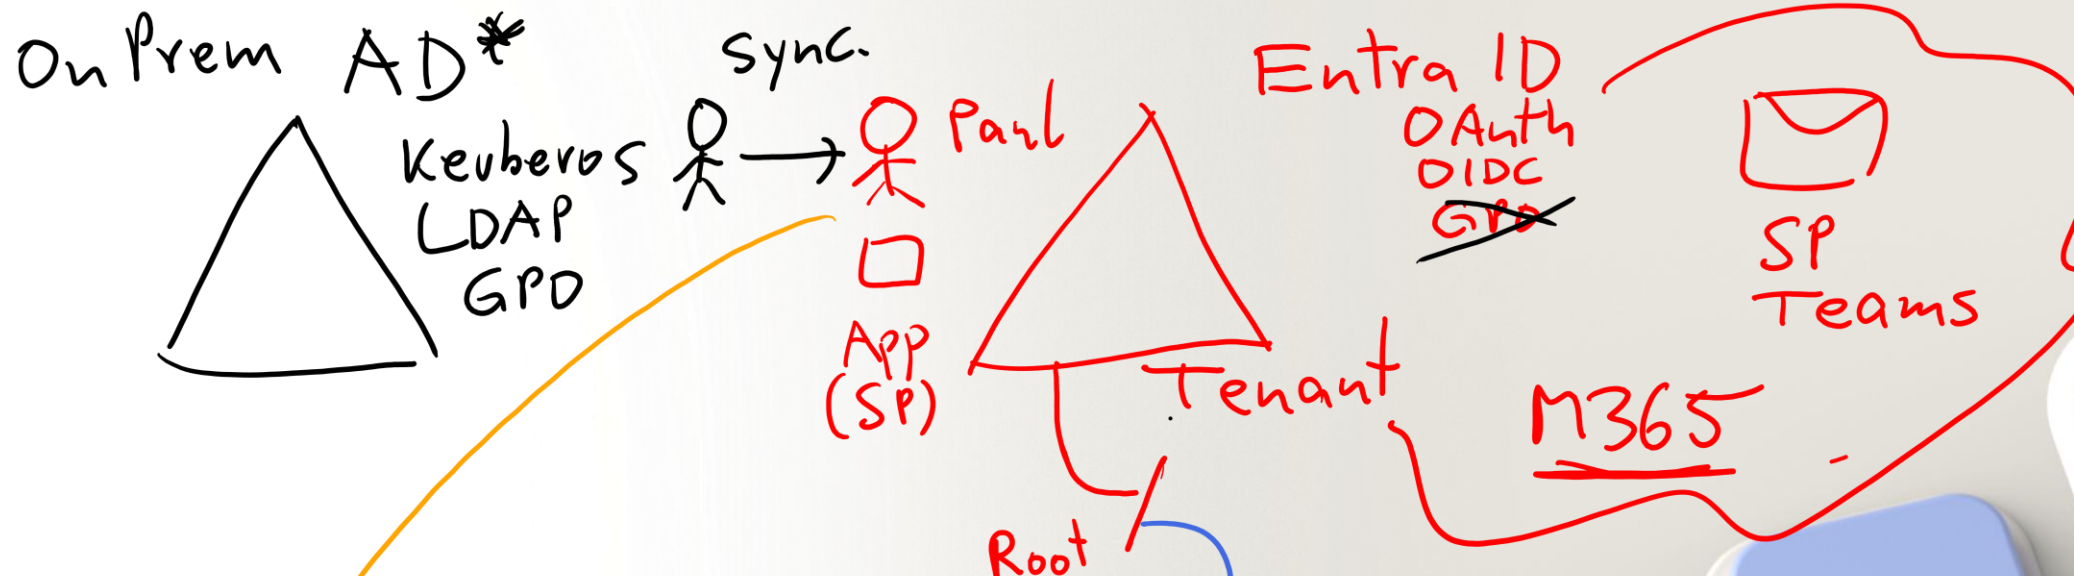 On Prem AD*
Sync.
Kerberos
LDAP
GPO
Paul
App
(SP)
Entra ID
OAuth
OIDC
GPO
Tenant
Root /
SP
Teams
M365